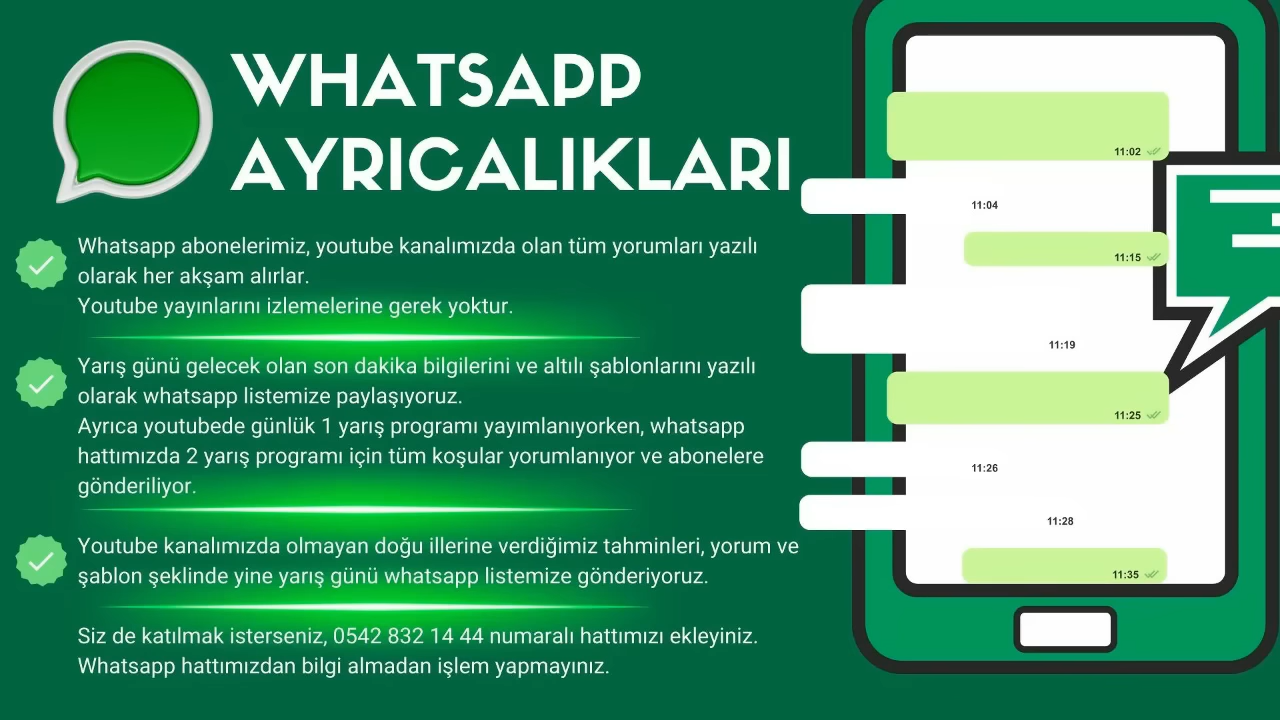 WHATSAPP
AYRICALIKLARI
Whatsapp abonelerimiz, youtube kanalımızda olan tüm yorumları yazılı
olarak her akşam alırlar.
Youtube yayınlarını izlemelerine gerek yoktur.
Yarış günü gelecek olan son dakika bilgilerini ve altılı şablonlarını yazılı
olarak whatsapp listemize paylaşıyoruz.
Ayrıca youtubede günlük 1 yarış programı yayımlanıyorken, whatsapp
hattımızda 2 yarış programı için tüm koşular yorumlanıyor ve abonelere
gönderiliyor.
Youtube kanalımızda olmayan doğu illerine verdiğimiz tahminleri, yorum ve
şablon şeklinde yine yarış günü whatsapp listemize gönderiyoruz.
Siz de katılmak isterseniz, 0542 832 14 44 numaralı hattımızı ekleyiniz.
Whatsapp hattımızdan bilgi almadan işlem yapmayınız.
11:02
11:04
11:15
11:19
11:25
11:26
11:28
11:35